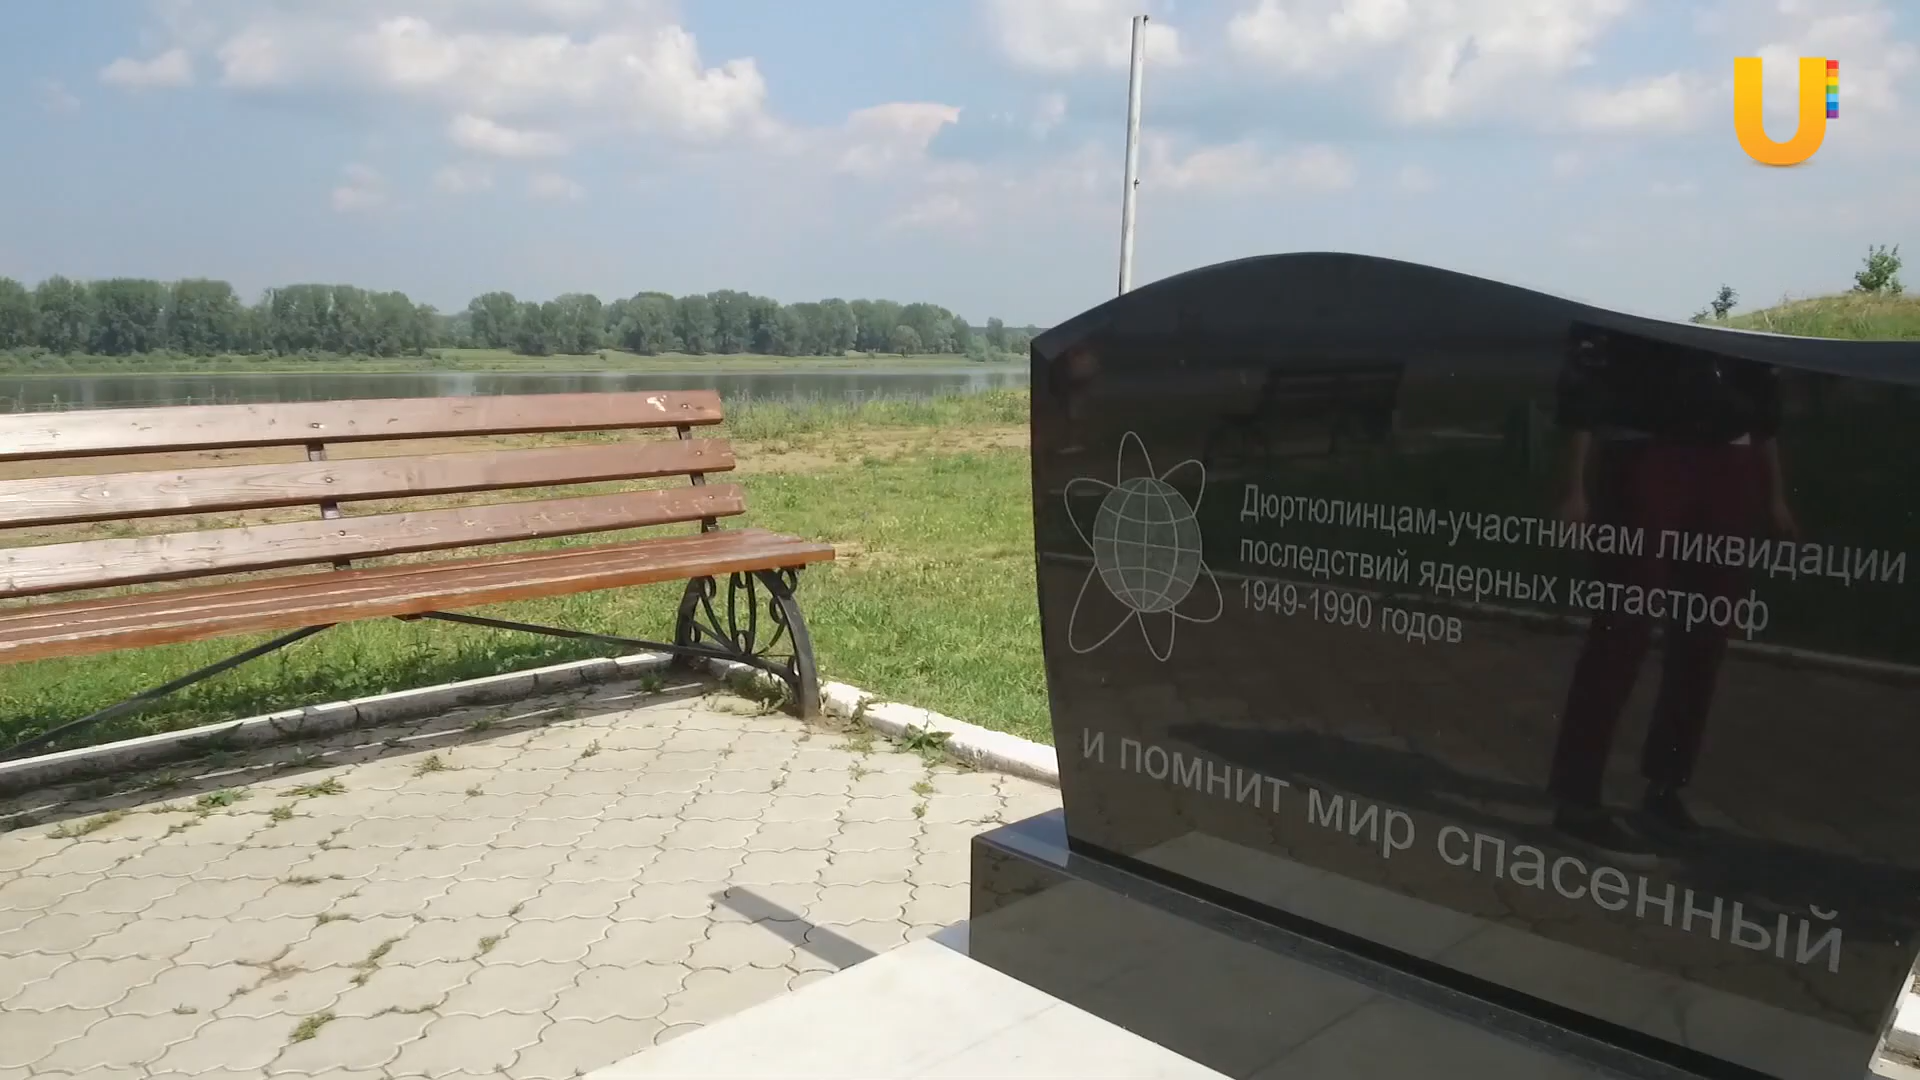 U
Дюртюлинцам-участникам ликвидации
последствий ядерных катастроф
1949-1990 годов
и помнит мир спасенный